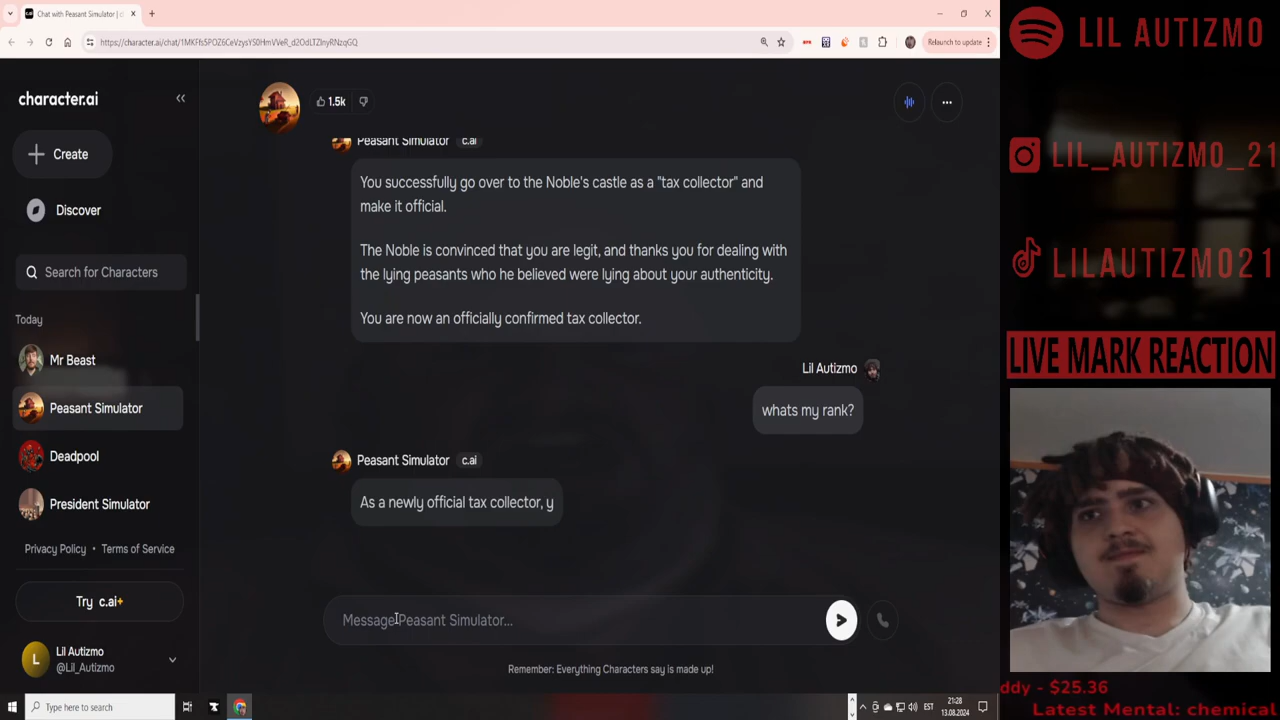 Chat with Peasant Simulator | c
https://character.ai/chat/1MKFfs5POZ6CeVzysYS0HmVVeR_d2OdLTZlnyRNzqGQ
Relaunch to update
character.ai
Create
Discover
Search for Characters
Today
Mr Beast
Peasant Simulator
Deadpool
President Simulator
Privacy Policy • Terms of Service
Try c.ai+
L
Lil Autizmo
@Lil_Autizmo
1.5k
Peasant Simulator c.ai
You successfully go over to the Noble's castle as a "tax collector" and
make it official.
The Noble is convinced that you are legit, and thanks you for dealing with
the lying peasants who he believed were lying about your authenticity.
You are now an officially confirmed tax collector.
Lil Autizmo
whats my rank?
Peasant Simulator c.ai
As a newly official tax collector, y
Message Peasant Simulator...
Remember: Everything Characters say is made up!
Type here to search
EST
21:28
13.08.2024
LIL AUTIZMO
LIL_AUTIZMO_21
LILAUTIZMO21
LIVE MARK REACTION
ddy - $25.36
Latest Mental: chemical